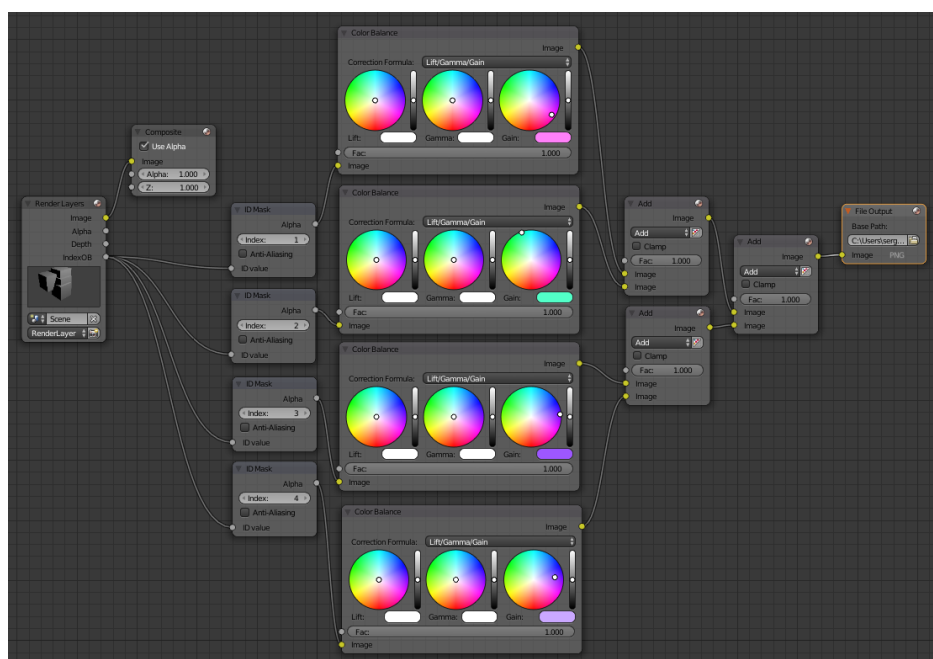 Color Balance
Image
Correction Formula: Lift/Gamma/Gain
Lift: Gamma: Gain:
Fac: 1.000
Image
Composite
Use Alpha
Image
Alpha: 1.000
Z: 1.000
Render Layers
Image
Alpha
Depth
IndexOB
Scene
RenderLayer
ID Mask
Alpha
Index: 1
Anti-Aliasing
ID value
Color Balance
Image
Correction Formula: Lift/Gamma/Gain
Lift: Gamma: Gain:
Fac: 1.000
Image
ID Mask
Alpha
Index: 2
Anti-Aliasing
ID value
Color Balance
Image
Correction Formula: Lift/Gamma/Gain
Lift: Gamma: Gain:
Fac: 1.000
Image
ID Mask
Alpha
Index: 3
Anti-Aliasing
ID value
ID Mask
Alpha
Index: 4
Anti-Aliasing
ID value
Color Balance
Image
Correction Formula: Lift/Gamma/Gain
Lift: Gamma: Gain:
Fac: 1.000
Image
Add
Image
Add
Clamp
Fac: 1.000
Image
Image
Add
Image
Add
Clamp
Fac: 1.000
Image
Image
Add
Image
Add
Clamp
Fac: 1.000
Image
Image
File Output
Base Path:
C:\Users\serg...
Image PNG